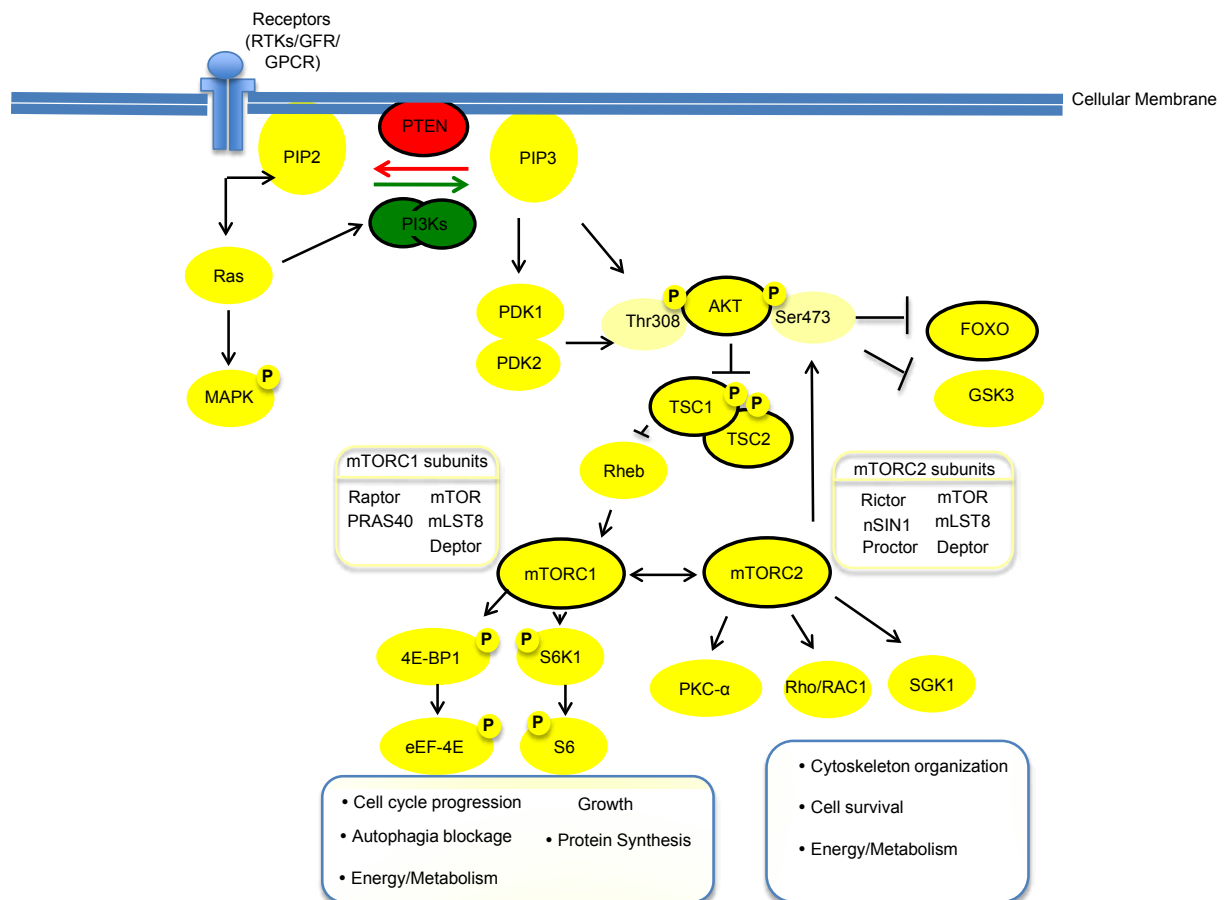 Receptors
(RTKs/GFR/
GPCR)
Cellular Membrane
PTEN
PIP2
PIP3
PI3Ks
Ras
PDK1
PDK2
P
P
AKT
Thr308
Ser473
FOXO
GSK3
P
MAPK
TSC1
P
P
TSC2
Rheb
mTORC1 subunits
Raptor mTOR
PRAS40 mLST8
Deptor
mTORC2 subunits
Rictor mTOR
nSIN1 mLST8
Proctor Deptor
mTORC1
mTORC2
4E-BP1
P
P
S6K1
PKC-α
Rho/RAC1
SGK1
eEF-4E
P
P
S6
• Cell cycle progression
Growth
• Autophagia blockage
• Protein Synthesis
• Energy/Metabolism
• Cytoskeleton organization
• Cell survival
• Energy/Metabolism